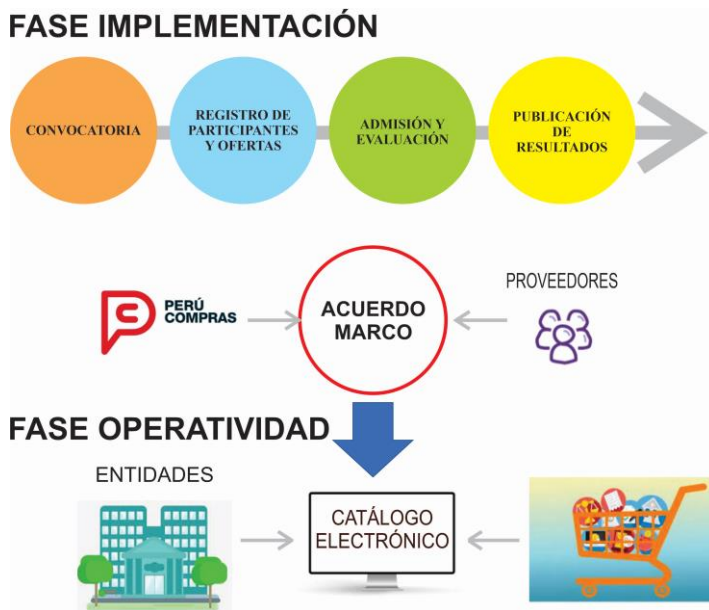 FASE IMPLEMENTACIÓN
CONVOCATORIA
REGISTRO DE
PARTICIPANTES
Y OFERTAS
ADMISIÓN Y
EVALUACIÓN
PUBLICACIÓN
DE
RESULTADOS
PERÚ
COMPRAS
ACUERDO
MARCO
PROVEEDORES
FASE OPERATIVIDAD
ENTIDADES
CATÁLOGO
ELECTRÓNICO